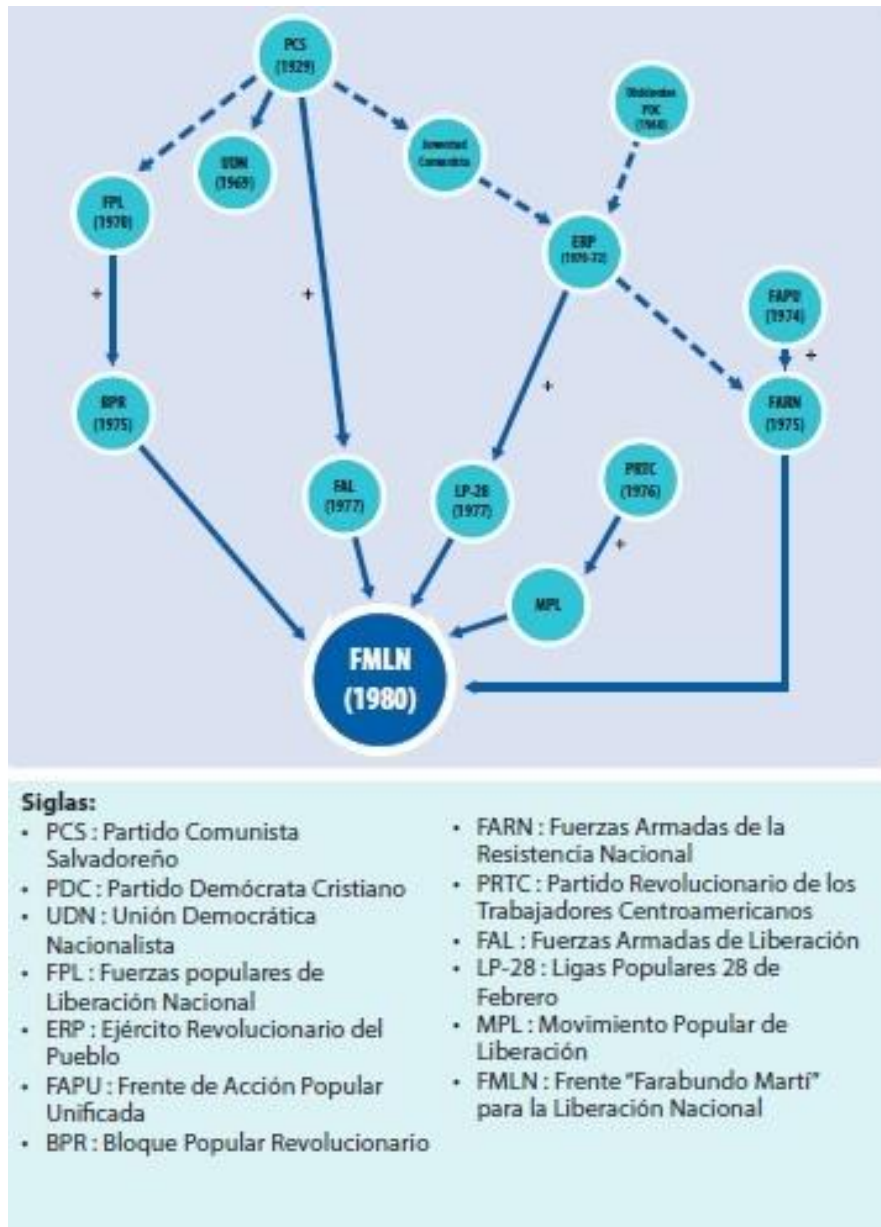 PCS
(1929)
PDC
Juventud
Comunista
UDN
(1969)
FPL
(1970)
ERP
FAPU
(1974)
+
+
+
+
BPR
(1975)
FARN
(1975)
FAL
(1977)
LP-28
(1977)
PRTC
(1976)
+
MPL
FMLN
(1980)
Siglas:
• PCS : Partido Comunista
Salvadoreño
• PDC : Partido Demócrata Cristiano
• UDN : Unión Democrática
Nacionalista
• FPL : Fuerzas populares de
Liberación Nacional
• ERP : Ejército Revolucionario del
Pueblo
• FAPU : Frente de Acción Popular
Unificada
• BPR : Bloque Popular Revolucionario
• FARN : Fuerzas Armadas de la
Resistencia Nacional
• PRTC : Partido Revolucionario de los
Trabajadores Centroamericanos
• FAL : Fuerzas Armadas de Liberación
• LP-28 : Ligas Populares 28 de
Febrero
• MPL : Movimiento Popular de
Liberación
• FMLN : Frente “Farabundo Martí”
para la Liberación Nacional